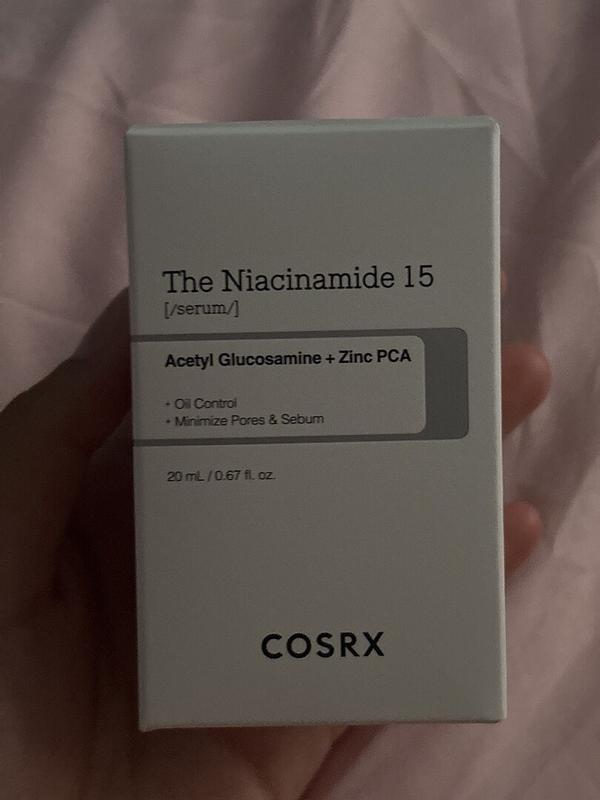 The Niacinamide 15
[/serum/]
Acetyl Glucosamine + Zinc PCA
+ Oil Control
+ Minimize Pores & Sebum
20 mL / 0.67 fl. oz.
COSRX